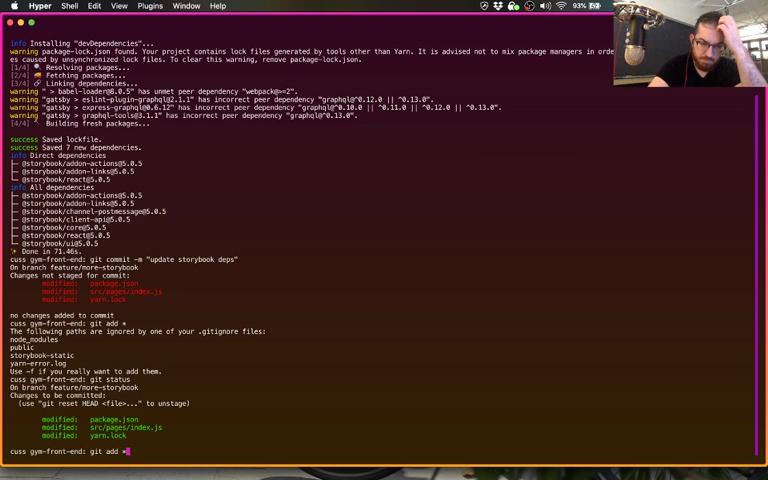 Hyper Shell Edit View Plugins Window Help 93%
info Installing "devDependencies"...
warning package-lock.json found. Your project contains lock files generated by tools other than Yarn. It is advised not to mix package managers in orde
es caused by unsynchronized lock files. To clear this warning, remove package-lock.json.
[1/4] Resolving packages...
[2/4] Fetching packages...
[3/4] Linking dependencies...
warning " > babel-loader@8.0.5" has unmet peer dependency "webpack@>=2".
warning "gatsby > eslint-plugin-graphql@2.1.1" has incorrect peer dependency "graphql@^0.12.0 || ^0.13.0".
warning "gatsby > express-graphql@0.6.12" has incorrect peer dependency "graphql@^0.10.0 || ^0.11.0 || ^0.12.0 || ^0.13.0".
warning "gatsby > graphql-tools@3.1.1" has incorrect peer dependency "graphql@^0.13.0".
[4/4] Building fresh packages...
success Saved lockfile.
success Saved 7 new dependencies.
info Direct dependencies
├─ @storybook/addon-actions@5.0.5
├─ @storybook/addon-links@5.0.5
└─ @storybook/react@5.0.5
info All dependencies
├─ @storybook/addon-actions@5.0.5
├─ @storybook/addon-links@5.0.5
├─ @storybook/channel-postmessage@5.0.5
├─ @storybook/client-api@5.0.5
├─ @storybook/core@5.0.5
├─ @storybook/react@5.0.5
└─ @storybook/ui@5.0.5
Done in 71.46s.
cuss gym-front-end: git commit -m "update storybook deps"
On branch feature/more-storybook
Changes not staged for commit:
modified: package.json
modified: src/pages/index.js
modified: yarn.lock
no changes added to commit
cuss gym-front-end: git add *
The following paths are ignored by one of your .gitignore files:
node_modules
public
storybook-static
yarn-error.log
Use -f if you really want to add them.
cuss gym-front-end: git status
On branch feature/more-storybook
Changes to be committed:
(use "git reset HEAD <file>..." to unstage)
modified: package.json
modified: src/pages/index.js
modified: yarn.lock
cuss gym-front-end: git add *